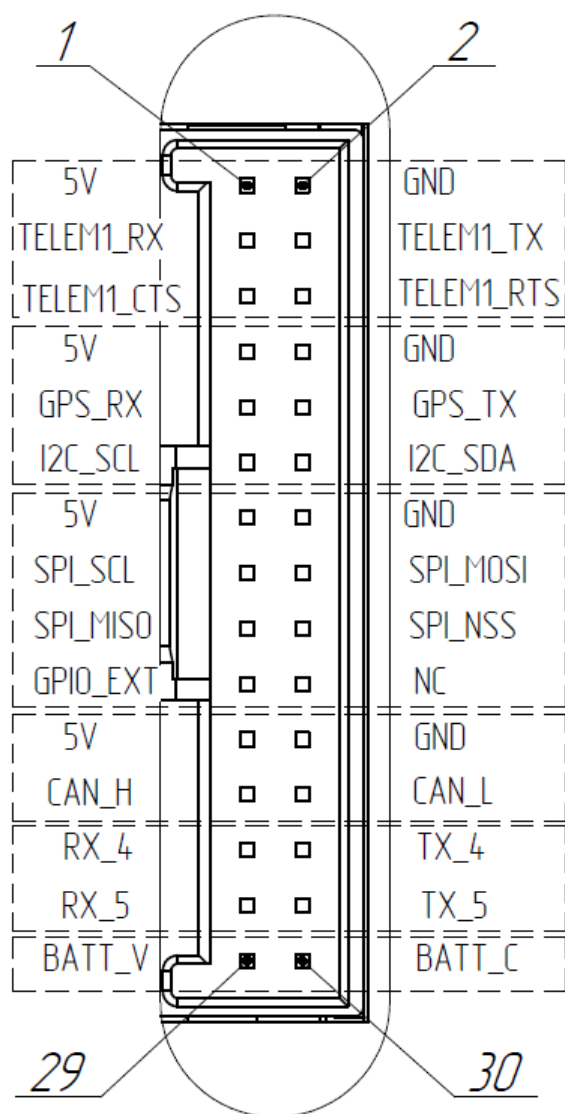 1 2
5V GND
TELEM1_RX TELEM1_TX
TELEM1_CTS TELEM1_RTS
5V GND
GPS_RX GPS_TX
I2C_SCL I2C_SDA
5V GND
SPI_SCL SPI_MOSI
SPI_MISO SPI_NSS
GPIO_EXT NC
5V GND
CAN_H CAN_L
RX_4 TX_4
RX_5 TX_5
BATT_V BATT_C
29 30